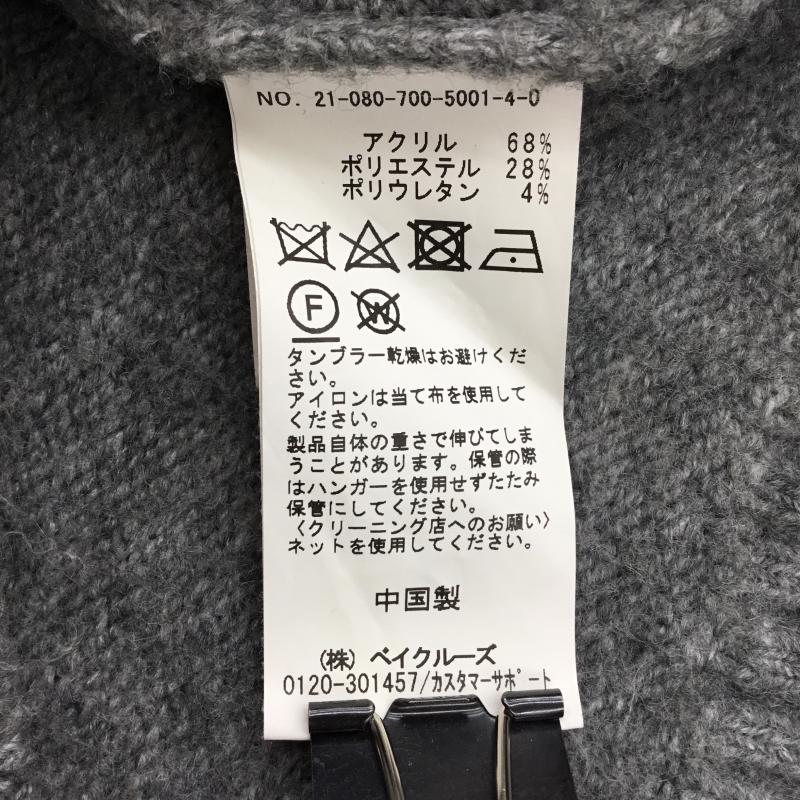 NO. 21-080-700-5001-4-0
アクリル 68%
ポリエステル 28%
ポリウレタン 4%
F W
タンブラー乾燥はお避けくだ
さい。
アイロンは当て布を使用して
ください。
製品自体の重さで伸びてしま
うことがあります。保管の際
はハンガーを使用せずたたみ
保管にしてください。
〈クリーニング店へのお願い〉
ネットを使用してください。
中国製
(株) ベイクルーズ
0120-301457/カスタマーサポート